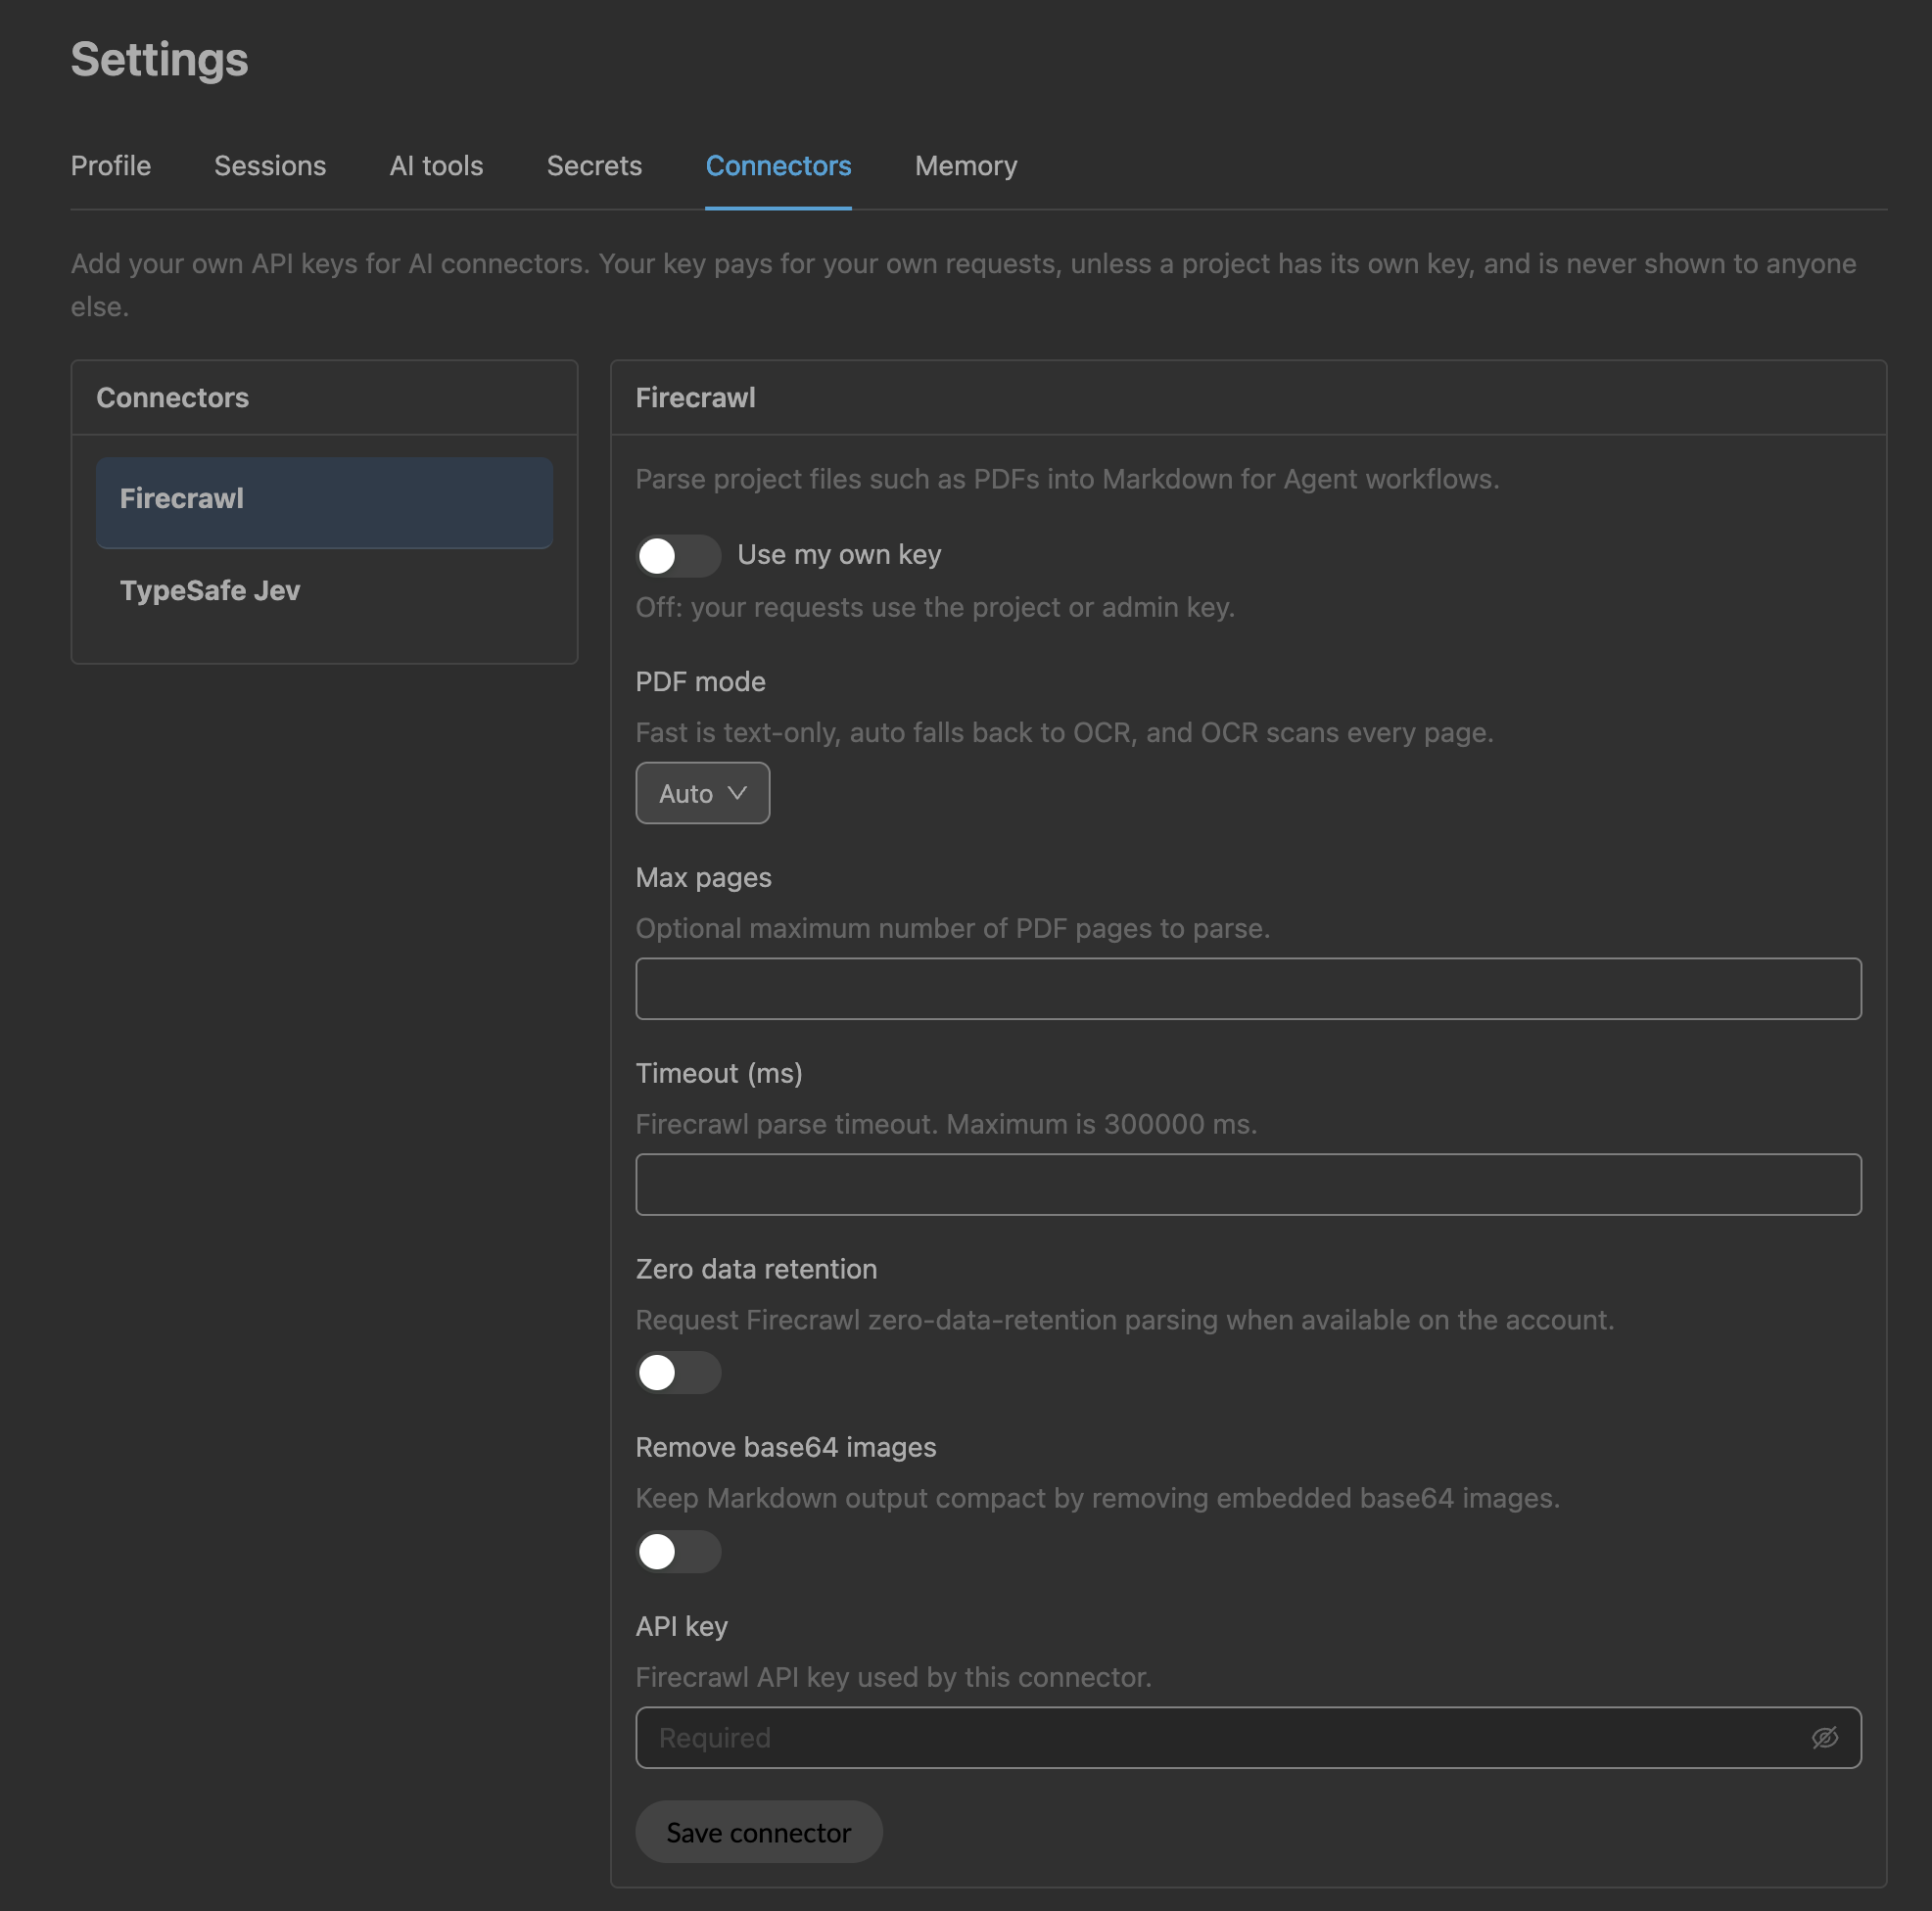 Settings
Profile
Sessions
AI tools
Secrets
Connectors
Memory
Add your own API keys for AI connectors. Your key pays for your own requests, unless a project has its own key, and is never shown to anyone
else.
Connectors
Firecrawl
TypeSafe Jev
Firecrawl
Parse project files such as PDFs into Markdown for Agent workflows.
Use my own key
Off: your requests use the project or admin key.
PDF mode
Fast is text-only, auto falls back to OCR, and OCR scans every page.
Auto
Max pages
Optional maximum number of PDF pages to parse.
Timeout (ms)
Firecrawl parse timeout. Maximum is 300000 ms.
Zero data retention
Request Firecrawl zero-data-retention parsing when available on the account.
Remove base64 images
Keep Markdown output compact by removing embedded base64 images.
API key
Firecrawl API key used by this connector.
Required
Save connector